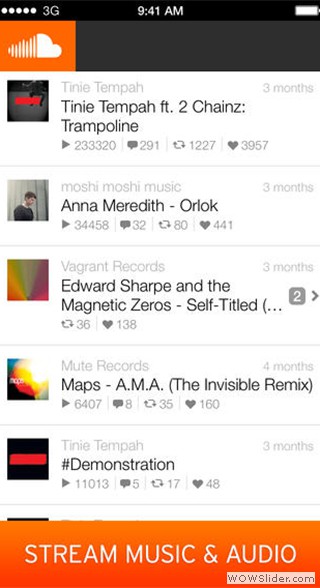 3G 9:41 AM
Tinie Tempah 3 months
Tinie Tempah ft. 2 Chainz:
Trampoline
233320 291 1227 3957
moshi moshi music 3 months
Anna Meredith - Orlok
34458 32 80 441
Vagrant Records 3 months
Edward Sharpe and the
Magnetic Zeros - Self-Titled (... 2
36 138
Mute Records 4 months
MAPS
Maps - A.M.A. (The Invisible Remix)
6407 8 35 160
Tinie Tempah 3 months
#Demonstration
11013 5 17 48
STREAM MUSIC & AUDIO
WOWSlider.com